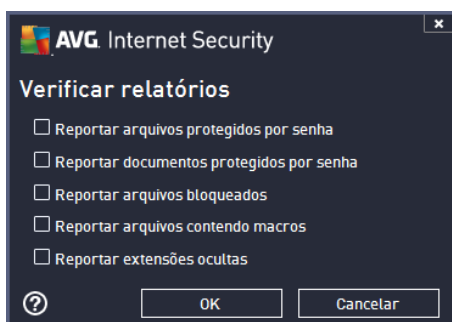 AVG. Internet Security
Verificar relatórios
Reportar arquivos protegidos por senha
Reportar documentos protegidos por senha
Reportar arquivos bloqueados
Reportar arquivos contendo macros
Reportar extensões ocultas
? OK Cancelar